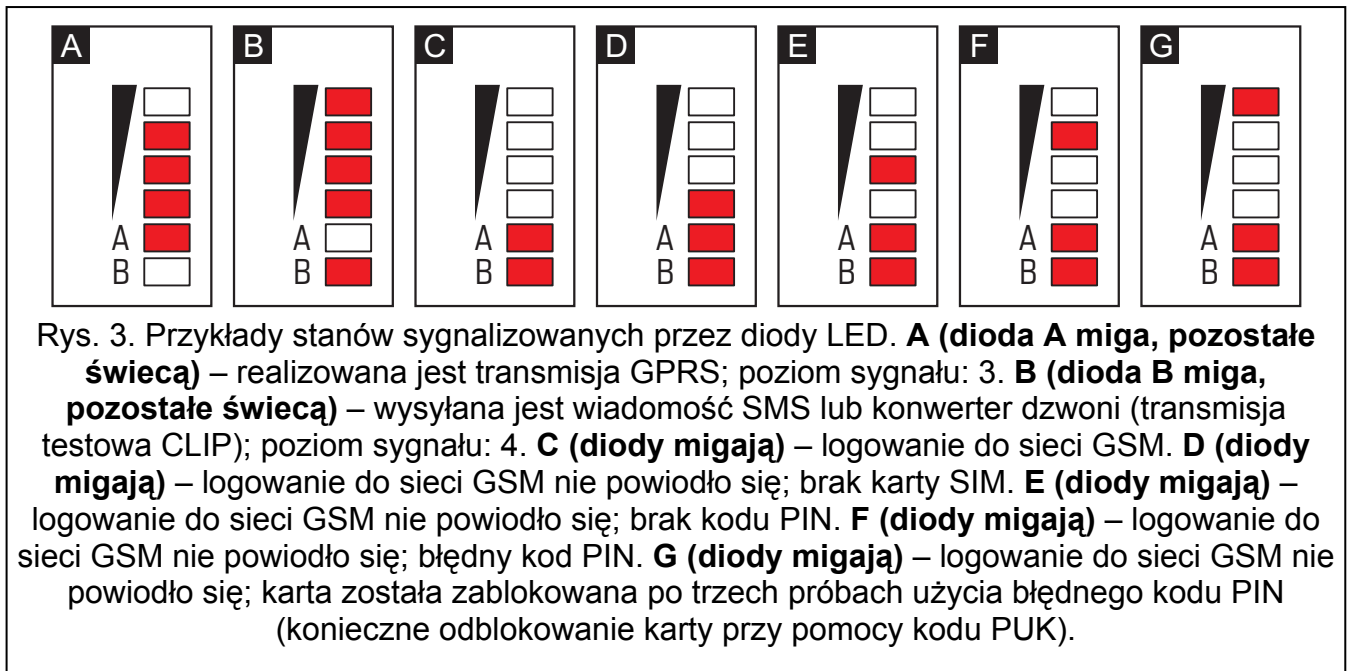 A B C D E F G
A A A A A A A
B B B B B B B
Rys. 3. Przykłady stanów sygnalizowanych przez diody LED. A (dioda A miga, pozostałe
świecą) – realizowana jest transmisja GPRS; poziom sygnału: 3. B (dioda B miga,
pozostałe świecą) – wysyłana jest wiadomość SMS lub konwerter dzwoni (transmisja
testowa CLIP); poziom sygnału: 4. C (diody migają) – logowanie do sieci GSM. D (diody
migają) – logowanie do sieci GSM nie powiodło się; brak karty SIM. E (diody migają) –
logowanie do sieci GSM nie powiodło się; brak kodu PIN. F (diody migają) – logowanie do
sieci GSM nie powiodło się; błędny kod PIN. G (diody migają) – logowanie do sieci GSM nie
powiodło się; karta została zablokowana po trzech próbach użycia błędnego kodu PIN
(konieczne odblokowanie karty przy pomocy kodu PUK).